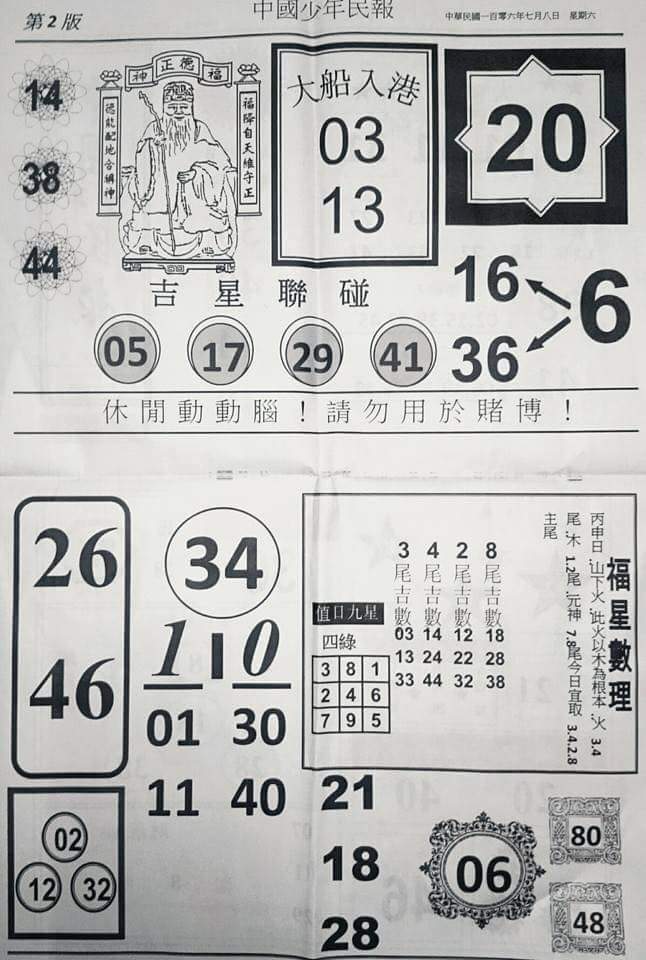 第2版
中國少年民報
中華民國一百零六年七月八日 星期六
14
38
44
福德正神
福降自天維守正
德能配地方稱神
大船入港
03
13
20
吉星聯碰
05 17 29 41
16
36
6
休閒動動腦！請勿用於賭博！
26
46
34
1 - 0
01 30
11 40
福星數理
丙申日.山下火.此火以木為根本.火 3.4
尾.木 1.2尾.元神 7.8尾今日宜取 3.4.2.8
主尾
3 4 2 8
尾吉數 尾吉數 尾吉數 尾吉數
03 14 12 18
13 24 22 28
33 44 32 38
值日九星
四綠
3 8 1
2 4 6
7 9 5
02
12 32
21
18
28
06
80
48